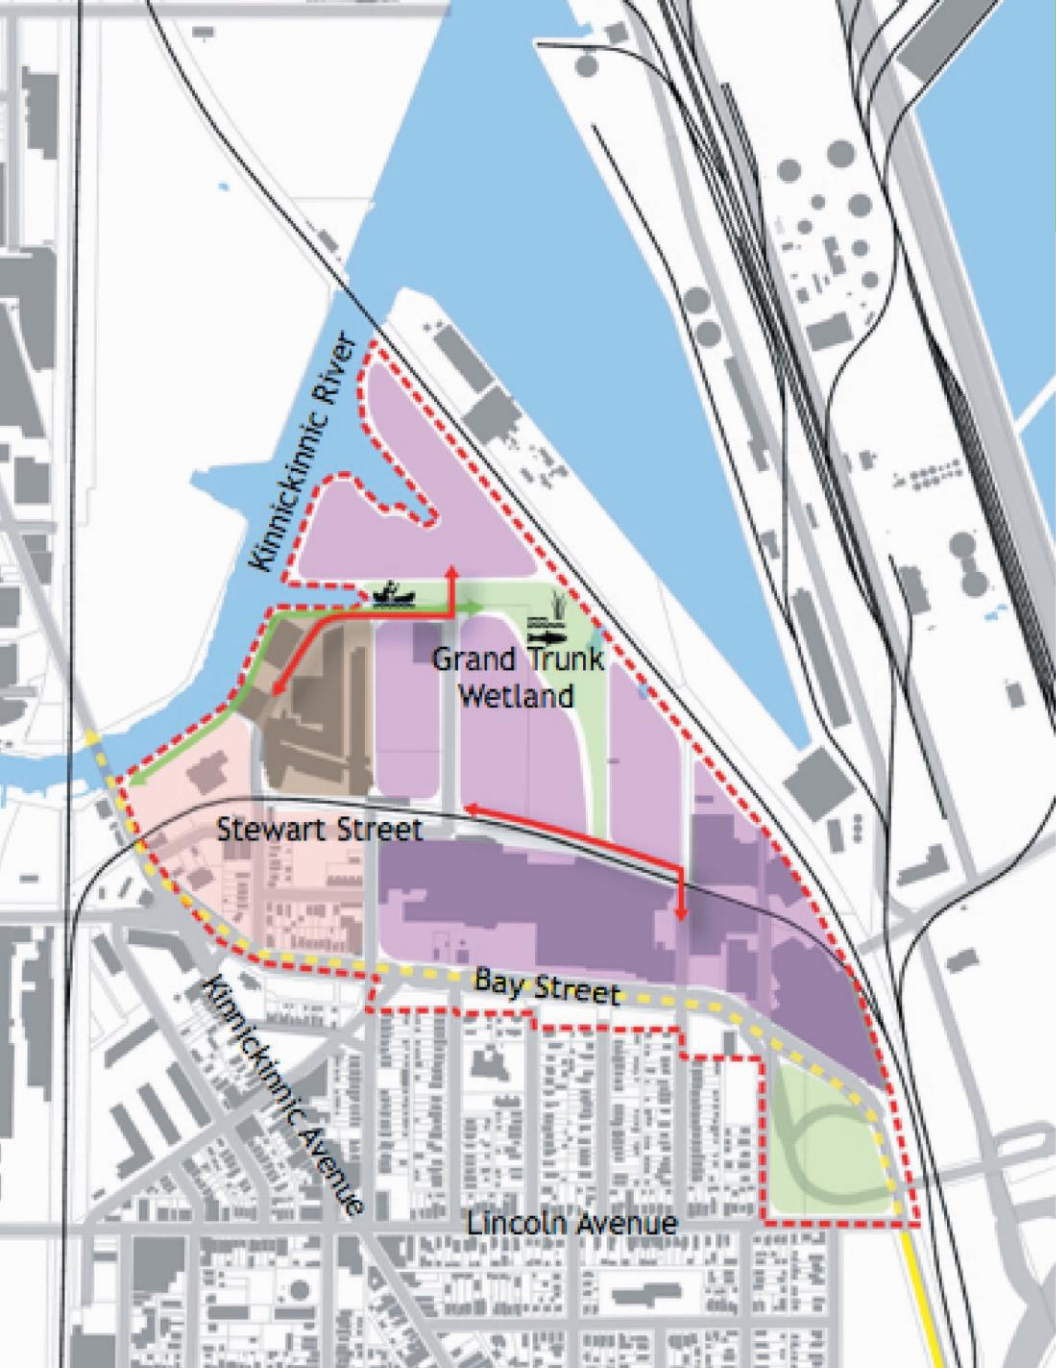 Kinnickinnic River
Grand Trunk
Wetland
Stewart Street
Bay Street
Kinnickinnic Avenue
Lincoln Avenue